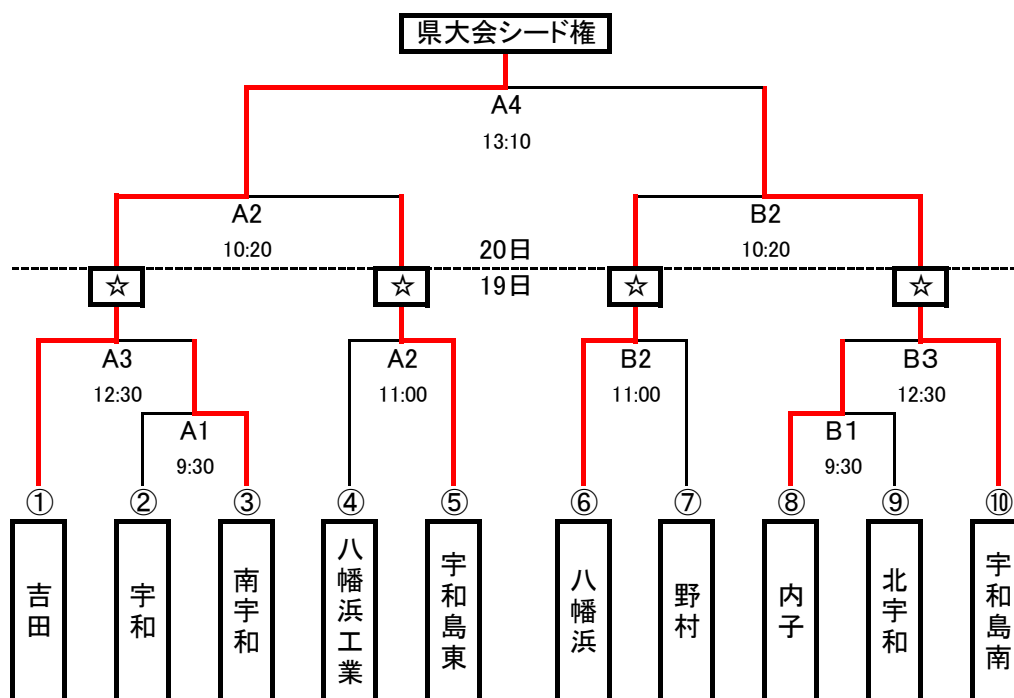 県大会シード権
A4
13:10
A2
10:20
B2
10:20
20日
19日
☆ ☆ ☆ ☆
A3
12:30
A2
11:00
B2
11:00
B3
12:30
A1
9:30
B1
9:30
① ② ③ ④ ⑤ ⑥ ⑦ ⑧ ⑨ ⑩
吉田
宇和
南宇和
八幡浜工業
宇和島東
八幡浜
野村
内子
北宇和
宇和島南